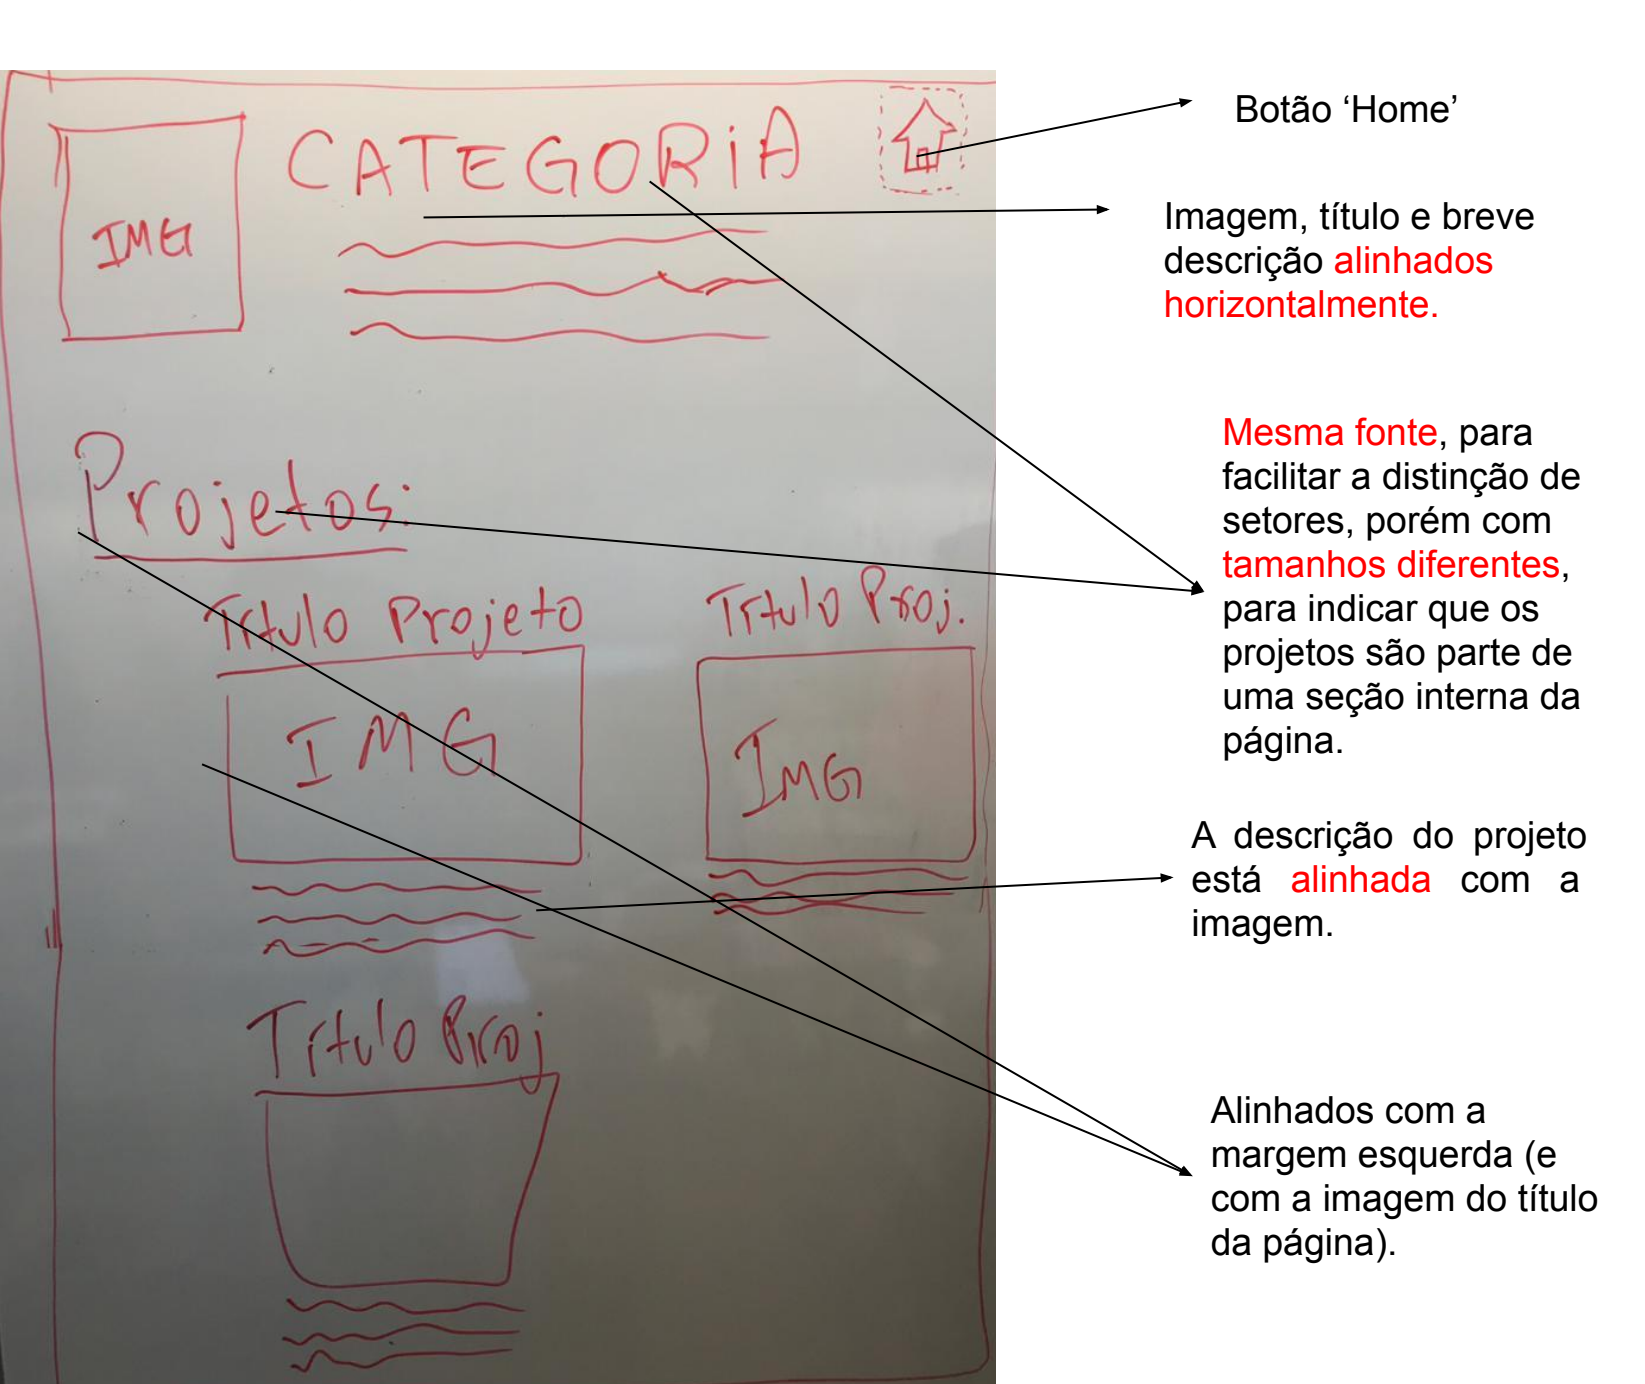 CATEGORIA
IMG
Projetos:
Título Projeto
Título Proj.
IMG
IMG
Título Proj
Botão ‘Home’
Imagem, título e breve
descrição alinhados
horizontalmente.
Mesma fonte, para
facilitar a distinção de
setores, porém com
tamanhos diferentes,
para indicar que os
projetos são parte de
uma seção interna da
página.
A descrição do projeto
está alinhada com a
imagem.
Alinhados com a
margem esquerda (e
com a imagem do título
da página).